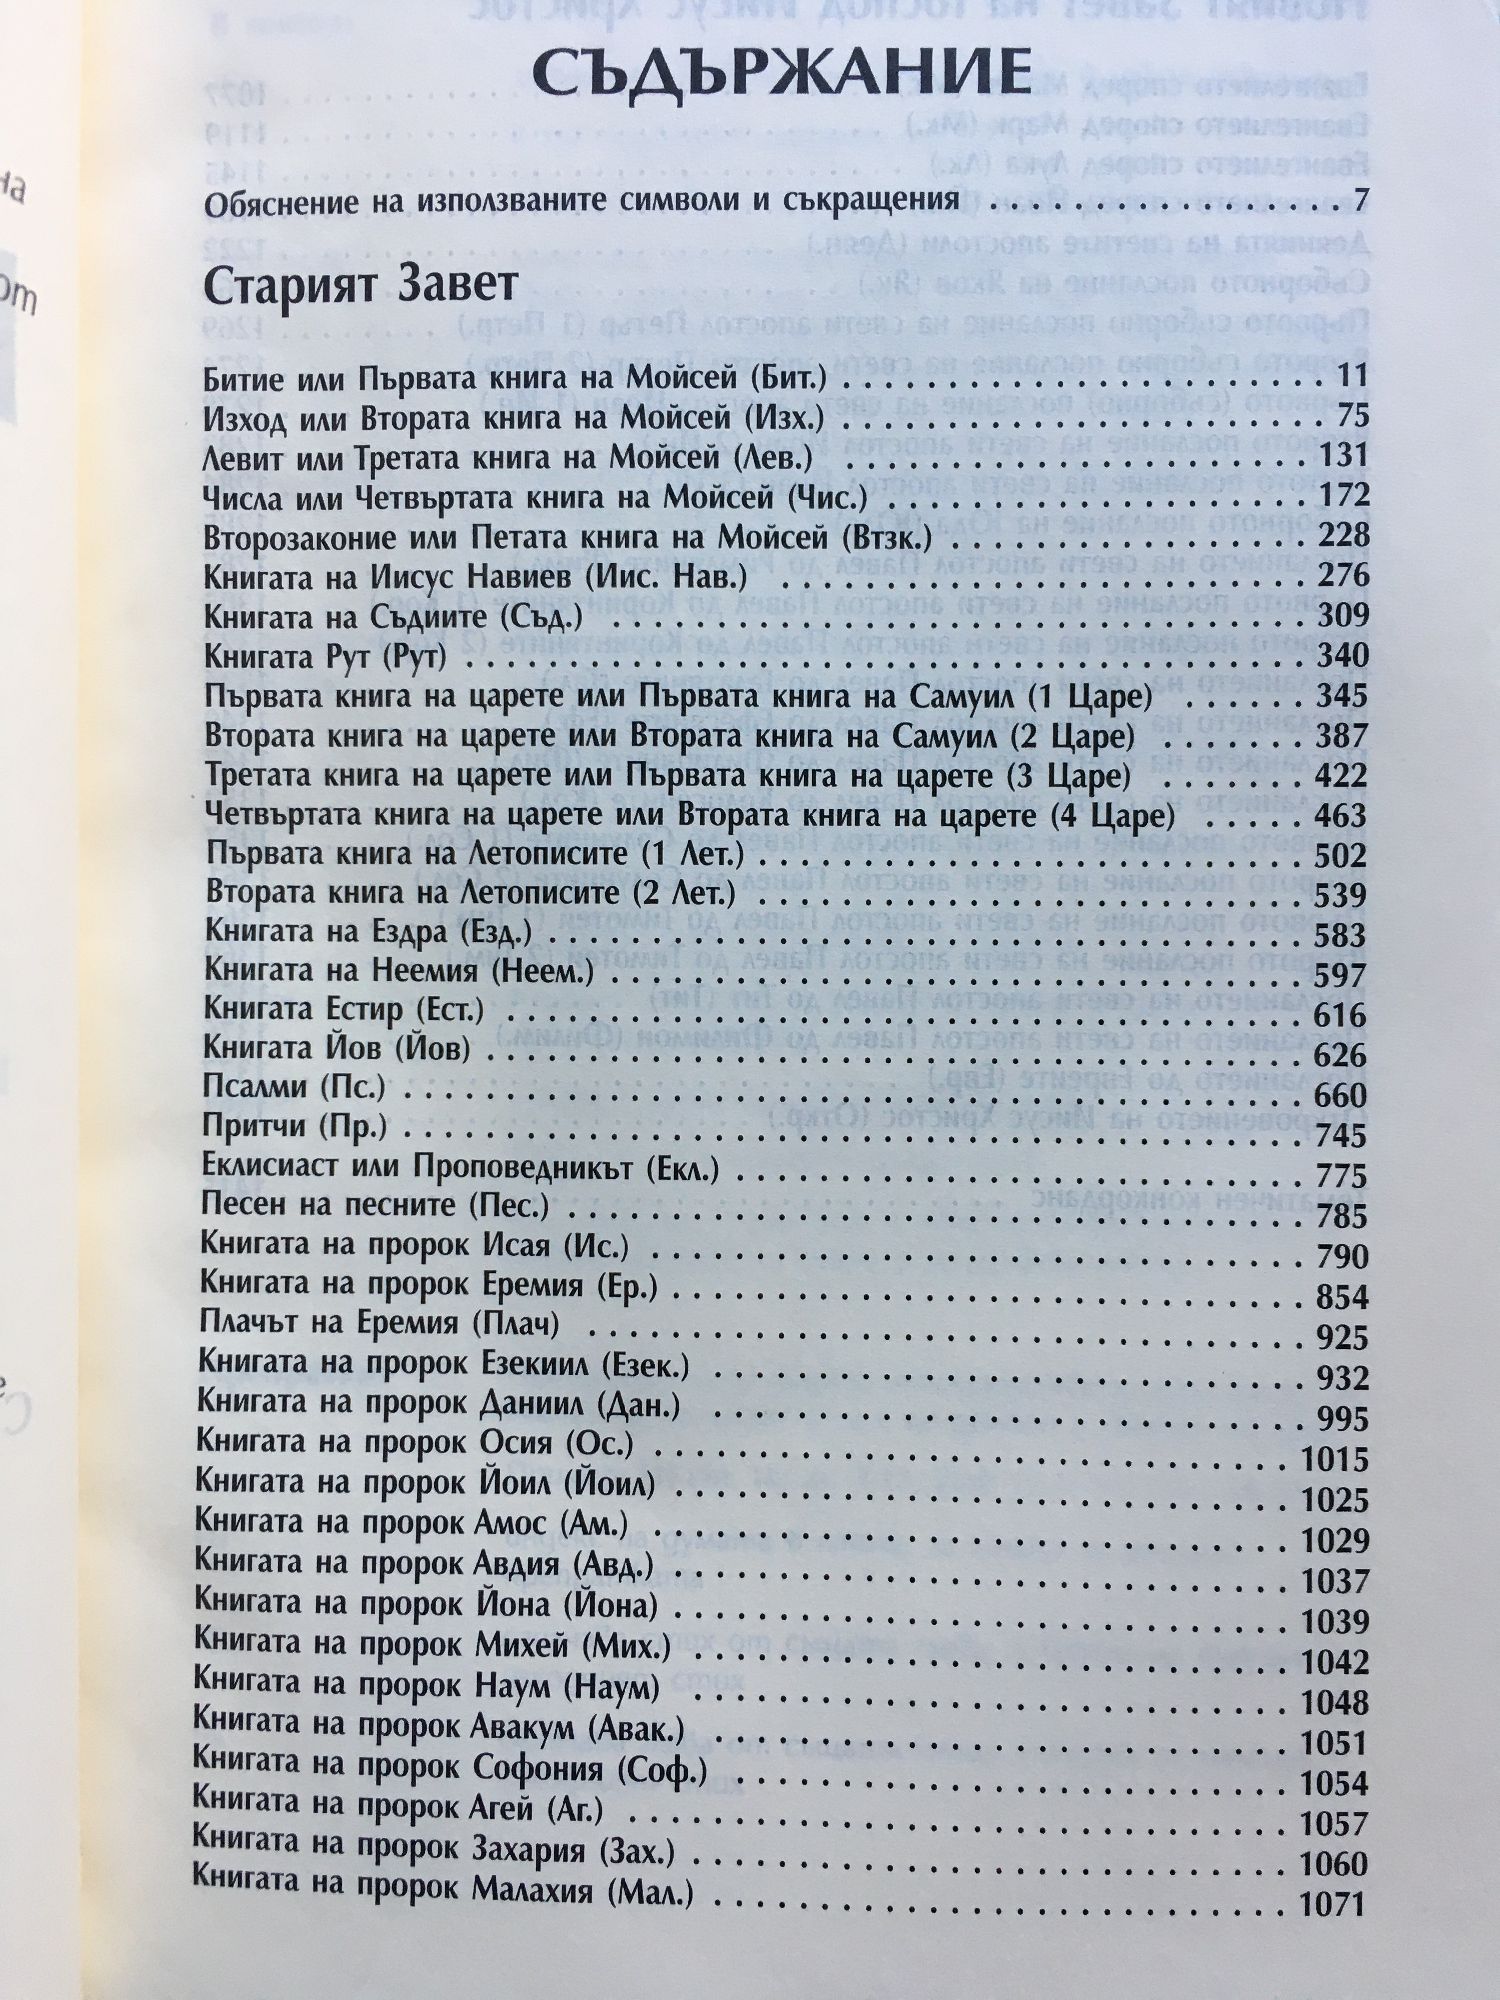 СЪДЪРЖАНИЕ
Обяснение на използваните символи и съкращения . . . . . . . . . . . . . . . . . . 7
Старият Завет
Битие или Първата книга на Мойсей (Бит.) . . . . . . . . . . . . . . . . . . . . . . . 11
Изход или Втората книга на Мойсей (Изх.) . . . . . . . . . . . . . . . . . . . . . . . 75
Левит или Третата книга на Мойсей (Лев.) . . . . . . . . . . . . . . . . . . . . . . 131
Числа или Четвъртата книга на Мойсей (Чис.) . . . . . . . . . . . . . . . . . . . . 172
Второзаконие или Петата книга на Мойсей (Втзк.) . . . . . . . . . . . . . . . . . 228
Книгата на Иисус Навиев (Иис. Нав.) . . . . . . . . . . . . . . . . . . . . . . . . . 276
Книгата на Съдиите (Съд.) . . . . . . . . . . . . . . . . . . . . . . . . . . . . . . . . . 309
Книгата Рут (Рут) . . . . . . . . . . . . . . . . . . . . . . . . . . . . . . . . . . . . . . . . 340
Първата книга на царете или Първата книга на Самуил (1 Царе) . . . . . . 345
Втората книга на царете или Втората книга на Самуил (2 Царе) . . . . . . . 387
Третата книга на царете или Първата книга на царете (3 Царе) . . . . . . . 422
Четвъртата книга на царете или Втората книга на царете (4 Царе) . . . . . 463
Първата книга на Летописите (1 Лет.) . . . . . . . . . . . . . . . . . . . . . . . . . . 502
Втората книга на Летописите (2 Лет.) . . . . . . . . . . . . . . . . . . . . . . . . . . 539
Книгата на Ездра (Езд.) . . . . . . . . . . . . . . . . . . . . . . . . . . . . . . . . . . . . 583
Книгата на Неемия (Неем.) . . . . . . . . . . . . . . . . . . . . . . . . . . . . . . . . . . 597
Книгата Естир (Ест.) . . . . . . . . . . . . . . . . . . . . . . . . . . . . . . . . . . . . . . 616
Книгата Йов (Йов) . . . . . . . . . . . . . . . . . . . . . . . . . . . . . . . . . . . . . . . 626
Псалми (Пс.) . . . . . . . . . . . . . . . . . . . . . . . . . . . . . . . . . . . . . . . . . . . 660
Притчи (Пр.) . . . . . . . . . . . . . . . . . . . . . . . . . . . . . . . . . . . . . . . . . . . 745
Еклисиаст или Проповедникът (Екл.) . . . . . . . . . . . . . . . . . . . . . . . . . . . 775
Песен на песните (Пес.) . . . . . . . . . . . . . . . . . . . . . . . . . . . . . . . . . . . 785
Книгата на пророк Исая (Ис.) . . . . . . . . . . . . . . . . . . . . . . . . . . . . . . . 790
Книгата на пророк Еремия (Ер.) . . . . . . . . . . . . . . . . . . . . . . . . . . . . . . 854
Плачът на Еремия (Плач) . . . . . . . . . . . . . . . . . . . . . . . . . . . . . . . . . . 925
Книгата на пророк Езекиил (Езек.) . . . . . . . . . . . . . . . . . . . . . . . . . . . . 932
Книгата на пророк Даниил (Дан.) . . . . . . . . . . . . . . . . . . . . . . . . . . . . 995
Книгата на пророк Осия (Ос.) . . . . . . . . . . . . . . . . . . . . . . . . . . . . . . 1015
Книгата на пророк Йоил (Йоил) . . . . . . . . . . . . . . . . . . . . . . . . . . . . . 1025
Книгата на пророк Амос (Ам.) . . . . . . . . . . . . . . . . . . . . . . . . . . . . . . 1029
Книгата на пророк Авдия (Авд.) . . . . . . . . . . . . . . . . . . . . . . . . . . . . . 1037
Книгата на пророк Йона (Йона) . . . . . . . . . . . . . . . . . . . . . . . . . . . . . 1039
Книгата на пророк Михей (Мих.) . . . . . . . . . . . . . . . . . . . . . . . . . . . . 1042
Книгата на пророк Наум (Наум) . . . . . . . . . . . . . . . . . . . . . . . . . . . . 1048
Книгата на пророк Авакум (Авак.) . . . . . . . . . . . . . . . . . . . . . . . . . . . 1051
Книгата на пророк Софония (Соф.) . . . . . . . . . . . . . . . . . . . . . . . . . . 1054
Книгата на пророк Агей (Аг.) . . . . . . . . . . . . . . . . . . . . . . . . . . . . . . . 1057
Книгата на пророк Захария (Зах.) . . . . . . . . . . . . . . . . . . . . . . . . . . . . 1060
Книгата на пророк Малахия (Мал.) . . . . . . . . . . . . . . . . . . . . . . . . . . . 1071